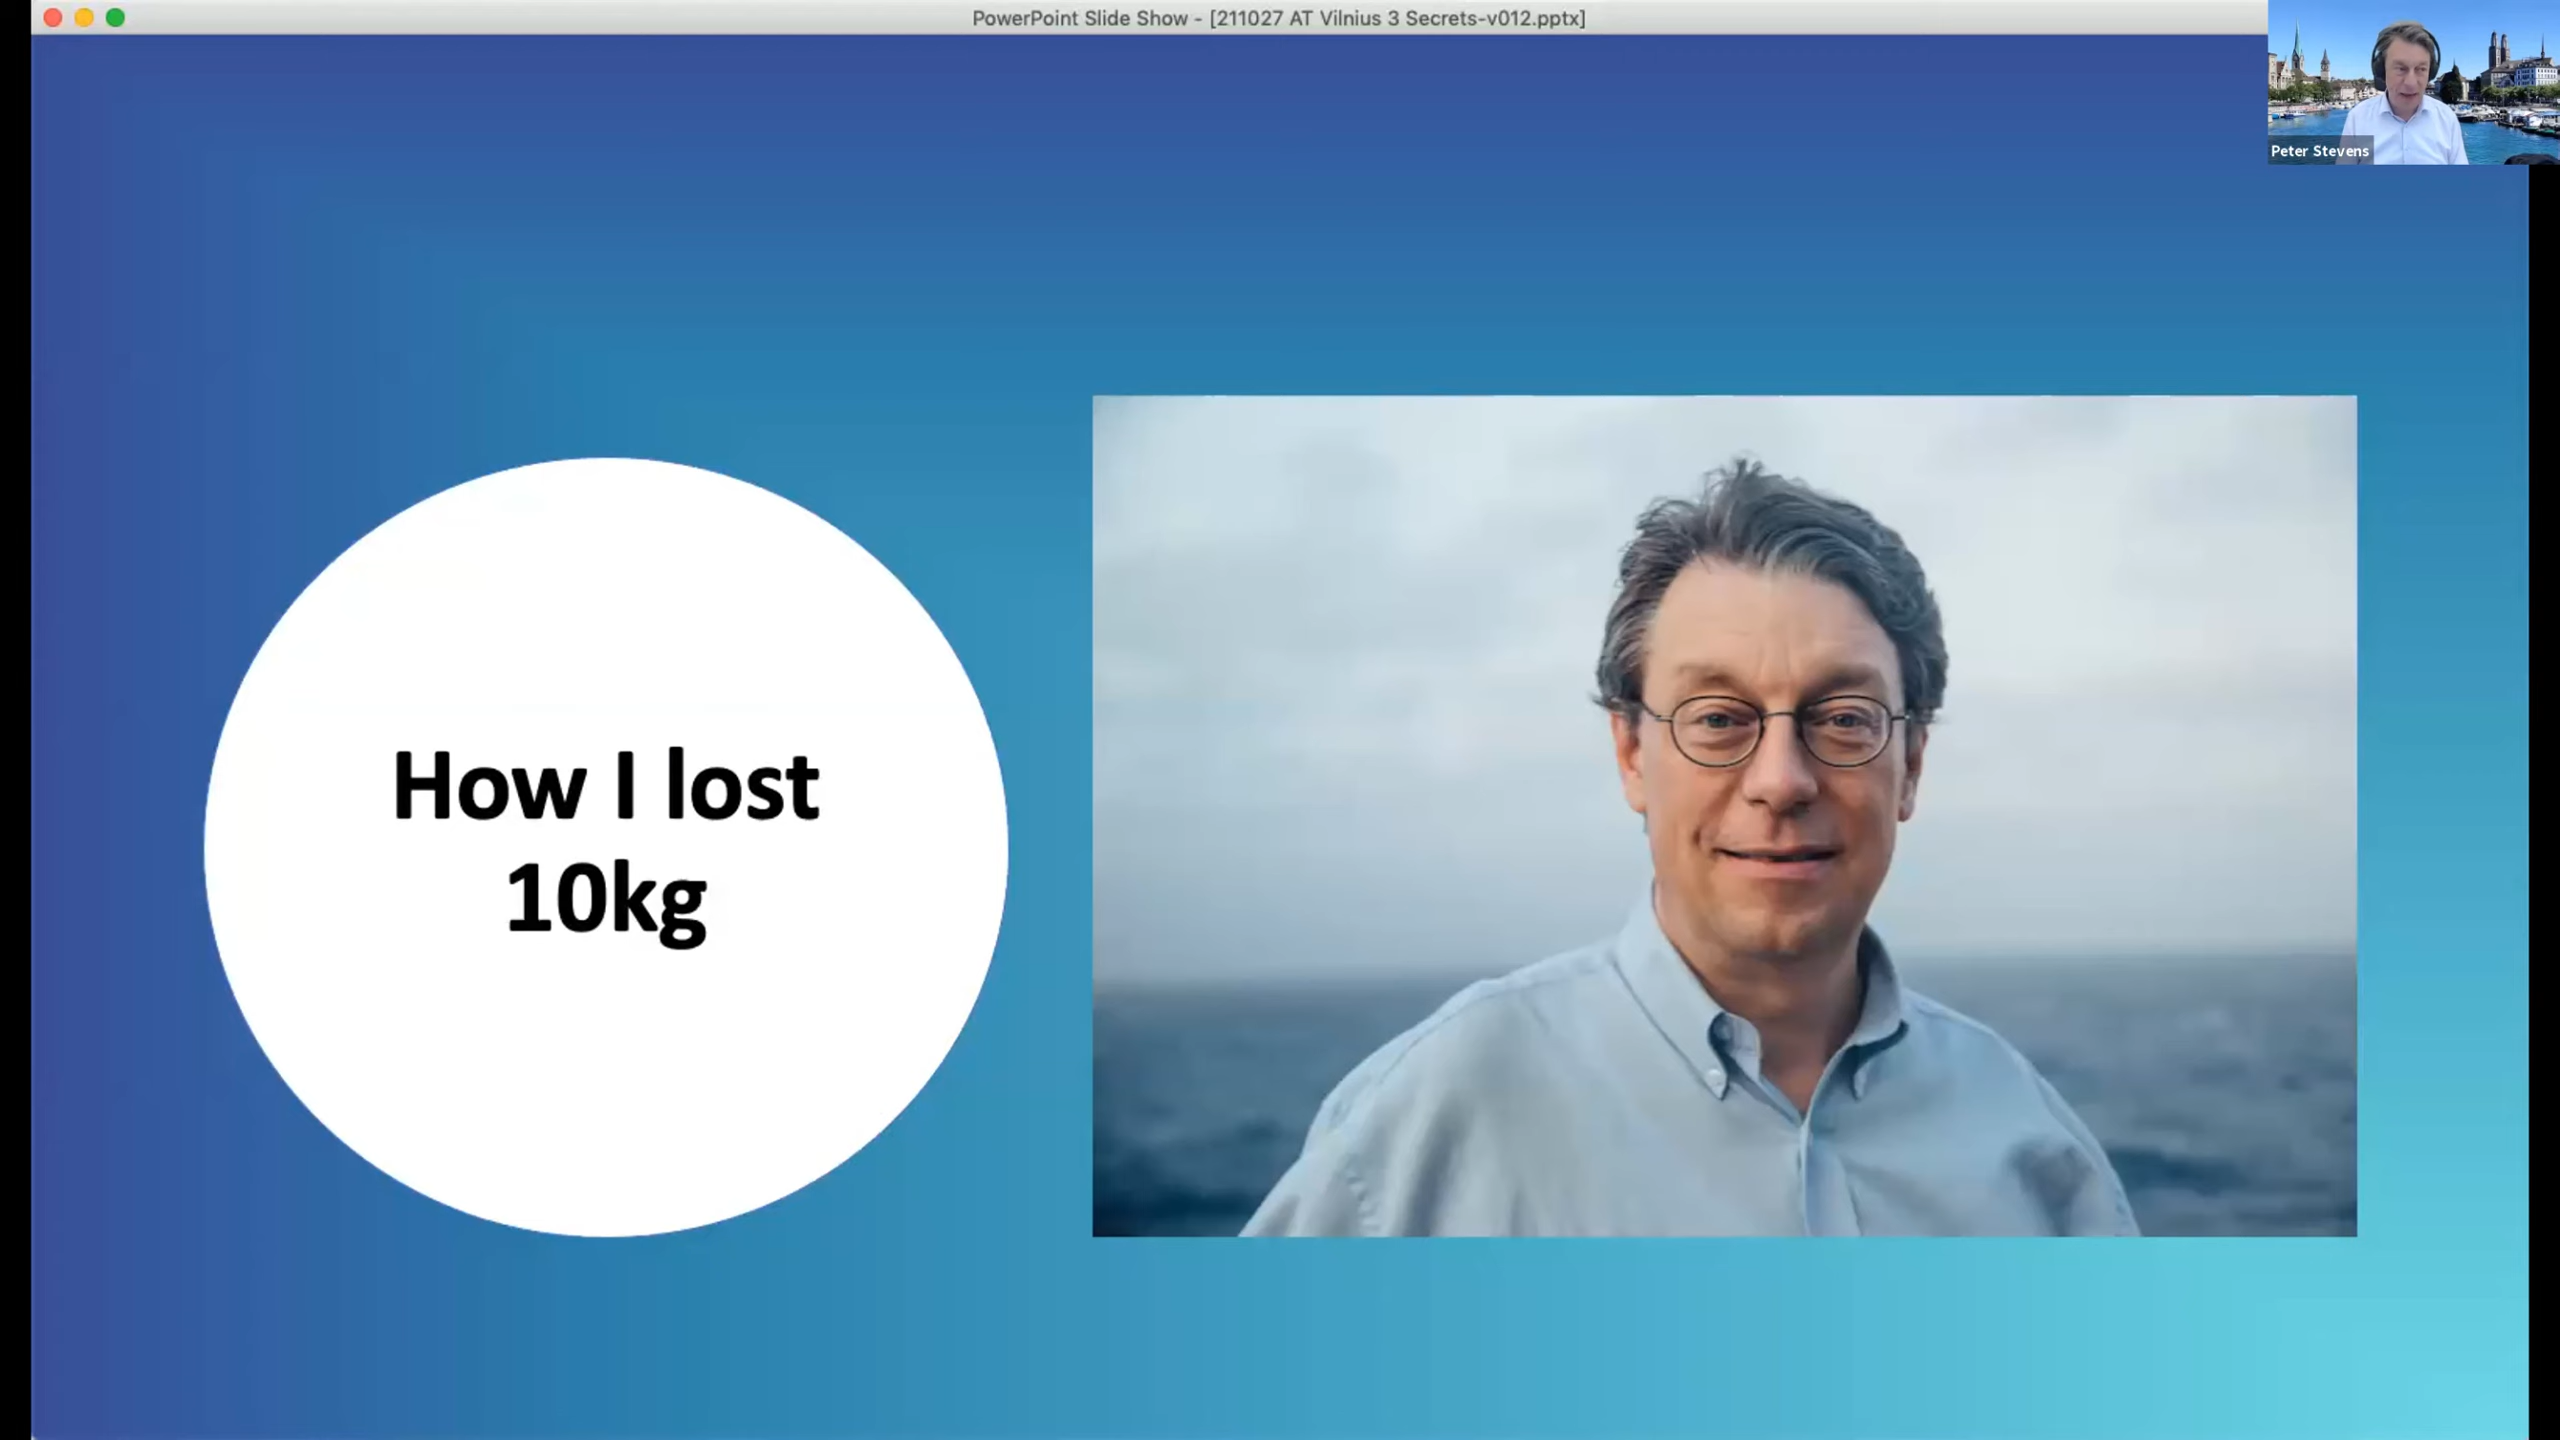 PowerPoint Slide Show - [211027 AT Vilnius 3 Secrets-v012.pptx]
Peter Stevens
How I lost
10kg